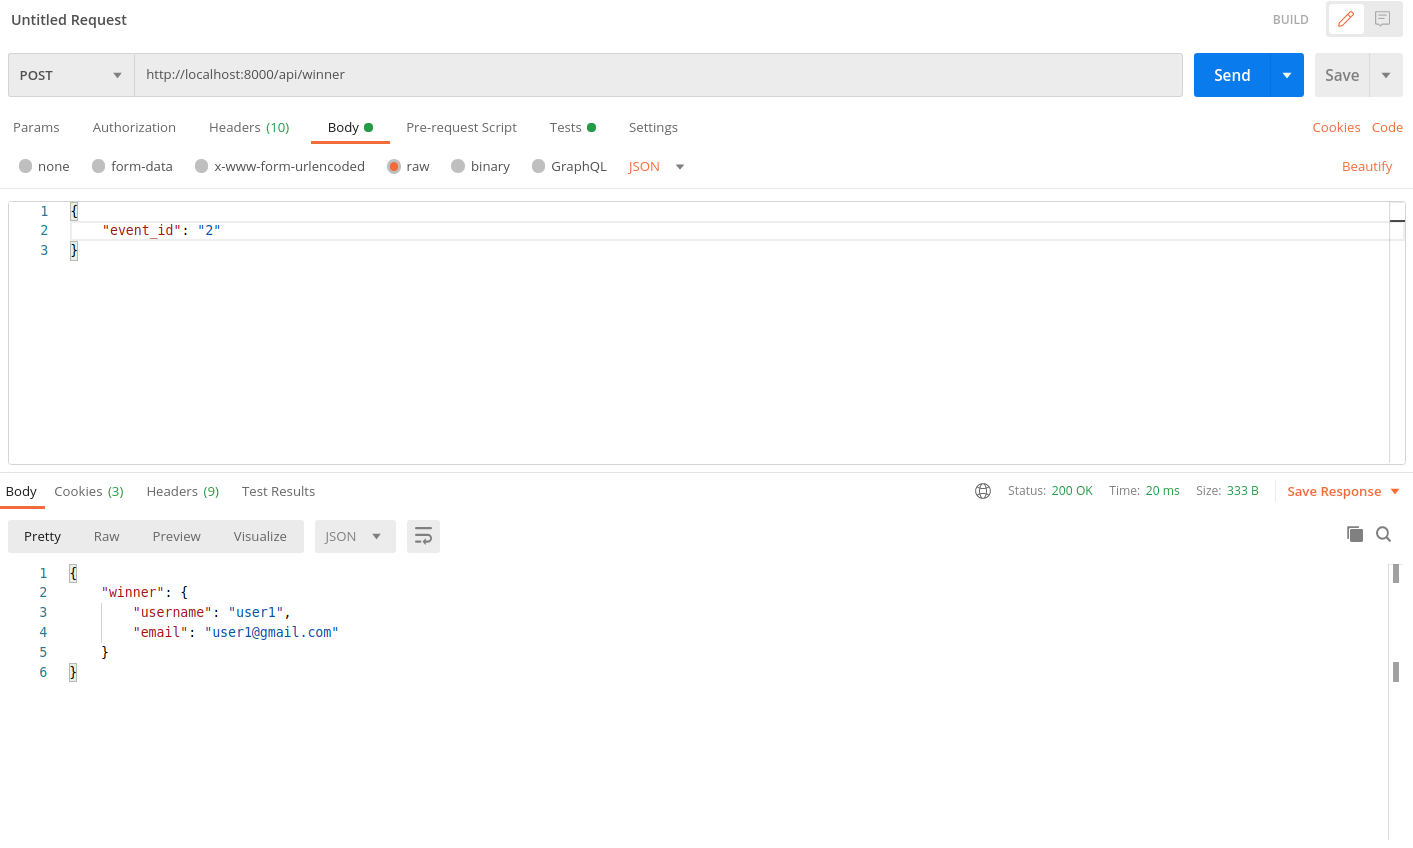 Untitled Request BUILD
POST http://localhost:8000/api/winner Send Save
Params Authorization Headers (10) Body Pre-request Script Tests Settings Cookies Code
none form-data x-www-form-urlencoded raw binary GraphQL JSON Beautify
1 {
2 "event_id": "2"
3 }
Body Cookies (3) Headers (9) Test Results Status: 200 OK Time: 20 ms Size: 333 B Save Response
Pretty Raw Preview Visualize JSON
1 {
2 "winner": {
3 "username": "user1",
4 "email": "user1@gmail.com"
5 }
6 }